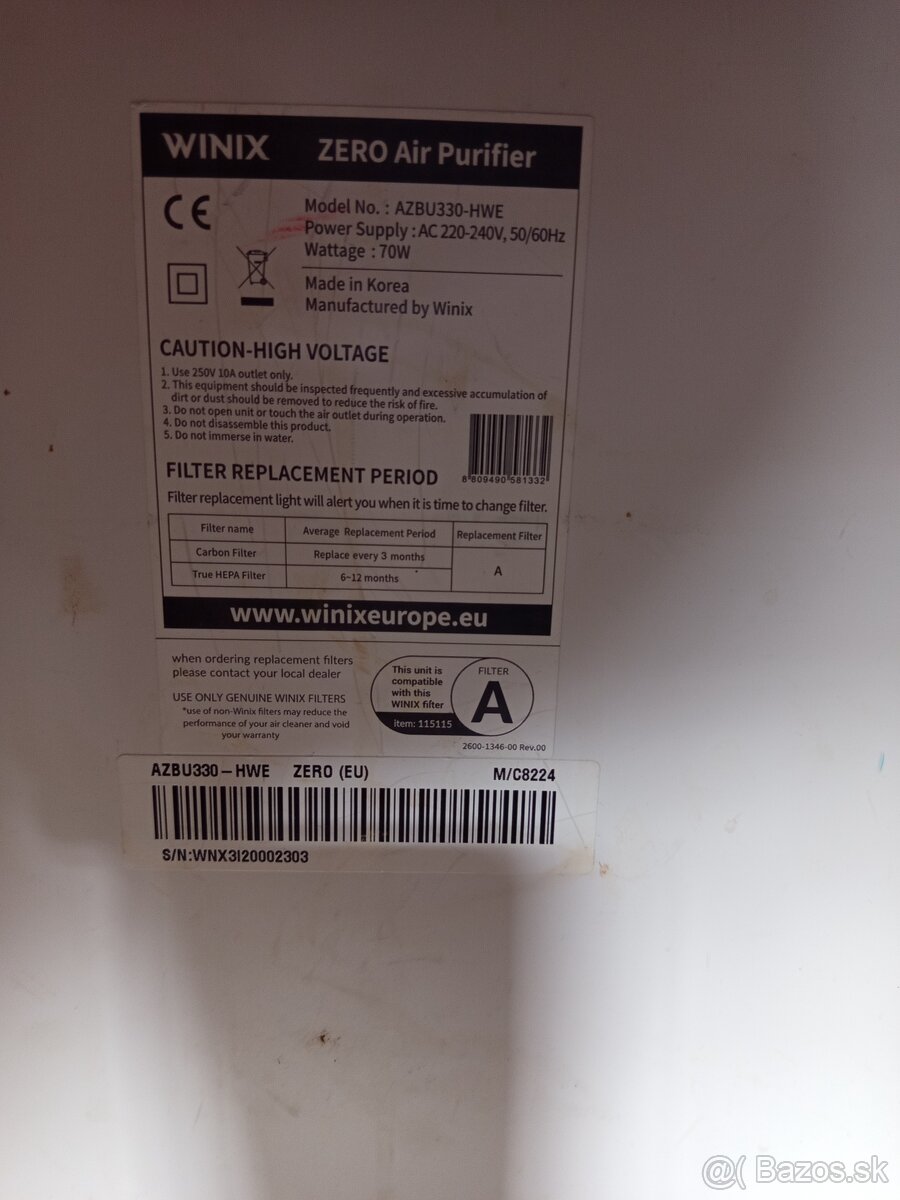 WINIX ZERO Air Purifier
CE
Model No. : AZBU330-HWE
Power Supply : AC 220-240V, 50/60Hz
Wattage : 70W
Made in Korea
Manufactured by Winix
CAUTION-HIGH VOLTAGE
1. Use 250V 10A outlet only.
2. This equipment should be inspected frequently and excessive accumulation of
dirt or dust should be removed to reduce the risk of fire.
3. Do not open unit or touch the air outlet during operation.
4. Do not disassemble this product.
5. Do not immerse in water.
8 809490 581332
FILTER REPLACEMENT PERIOD
Filter replacement light will alert you when it is time to change filter.
Filter name Average Replacement Period Replacement Filter
Carbon Filter Replace every 3 months A
True HEPA Filter 6~12 months
www.winixeurope.eu
when ordering replacement filters
please contact your local dealer
USE ONLY GENUINE WINIX FILTERS
*use of non-Winix filters may reduce the
performance of your air cleaner and void
your warranty
This unit is
compatible
with this
WINIX filter
item: 115115
FILTER
A
2600-1346-00 Rev.00
AZBU330-HWE ZERO (EU) M/C8224
S/N:WNX3I20002303
@( Bazos.sk